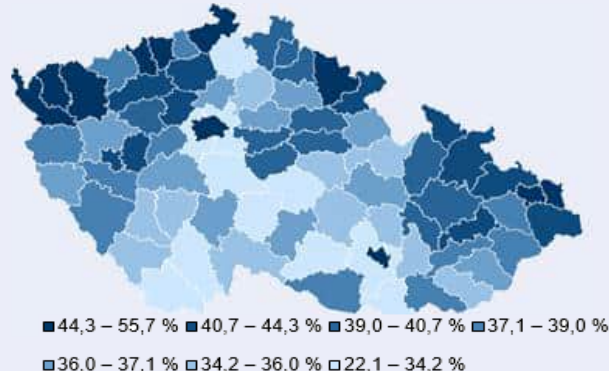 44,3 – 55,7 % 40,7 – 44,3 % 39,0 – 40,7 % 37,1 – 39,0 %
36,0 – 37,1 % 34,2 – 36,0 % 22,1 – 34,2 %